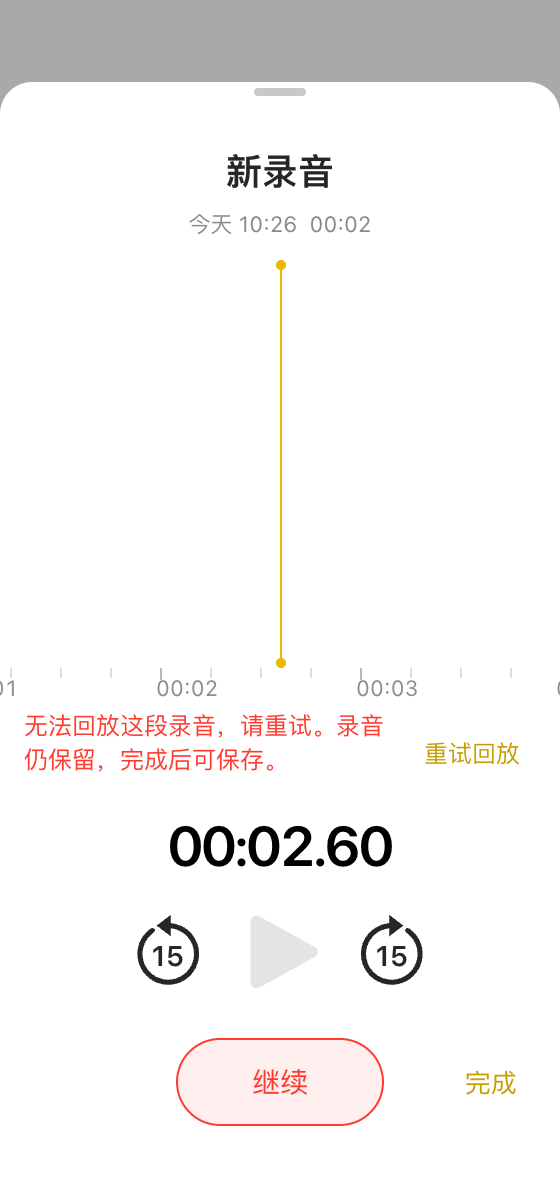 新录音
今天 10:26 00:02
01 00:02 00:03
无法回放这段录音，请重试。录音
仍保留，完成后可保存。
重试回放
00:02.60
15 15
继续
完成